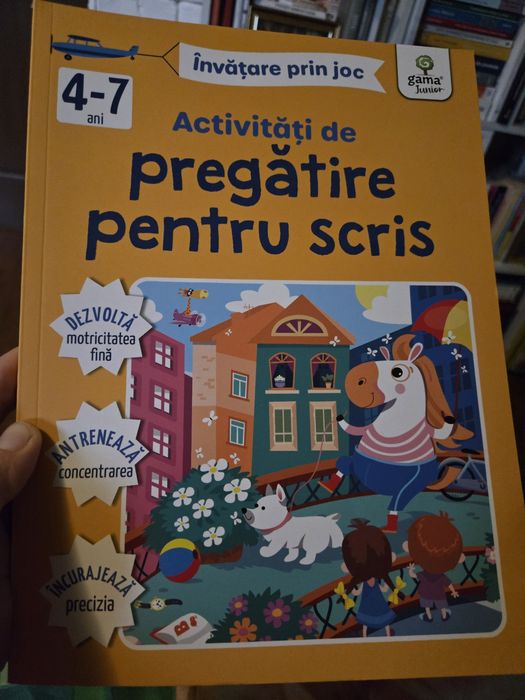 Învățare prin joc
gama®
Junior
4-7
ani
Activități de
pregătire
pentru scris
DEZVOLTĂ
motricitatea
fină
ANTRENEAZĂ
concentrarea
ÎNCURAJEAZĂ
precizia
B